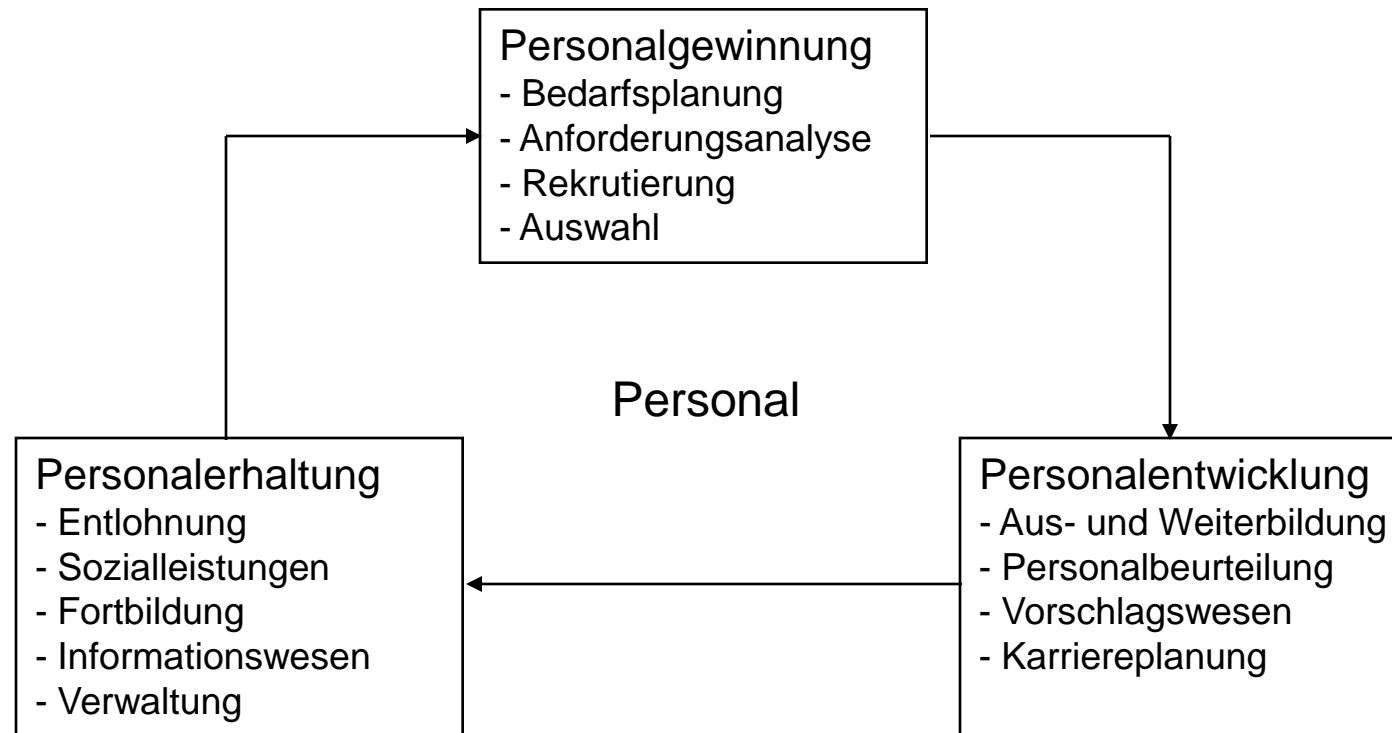 Personalgewinnung
- Bedarfsplanung
- Anforderungsanalyse
- Rekrutierung
- Auswahl
Personal
Personalerhaltung
- Entlohnung
- Sozialleistungen
- Fortbildung
- Informationswesen
- Verwaltung
Personalentwicklung
- Aus- und Weiterbildung
- Personalbeurteilung
- Vorschlagswesen
- Karriereplanung